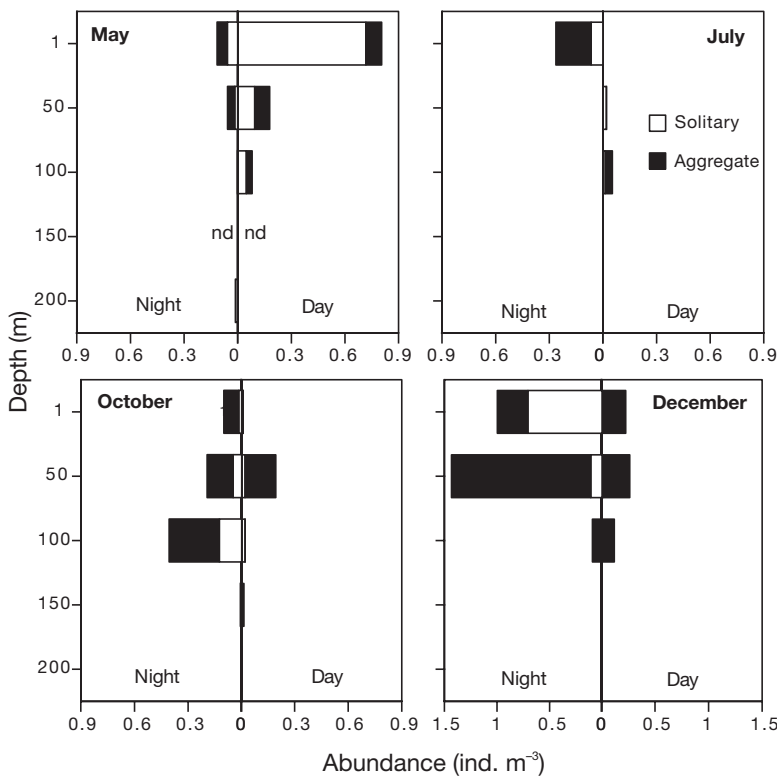 May
July
1
50
100
150
200
nd nd
Solitary
Aggregate
Night
Day
Night
Day
0.9 0.6 0.3 0 0.3 0.6 0.9
0.9 0.6 0.3 0 0.3 0.6 0.9
Depth (m)
October
December
1
50
100
150
200
Night
Day
Night
Day
0.9 0.6 0.3 0 0.3 0.6 0.9
1.5 1 0.5 0 0.5 1 1.5
Abundance (ind. m⁻³)